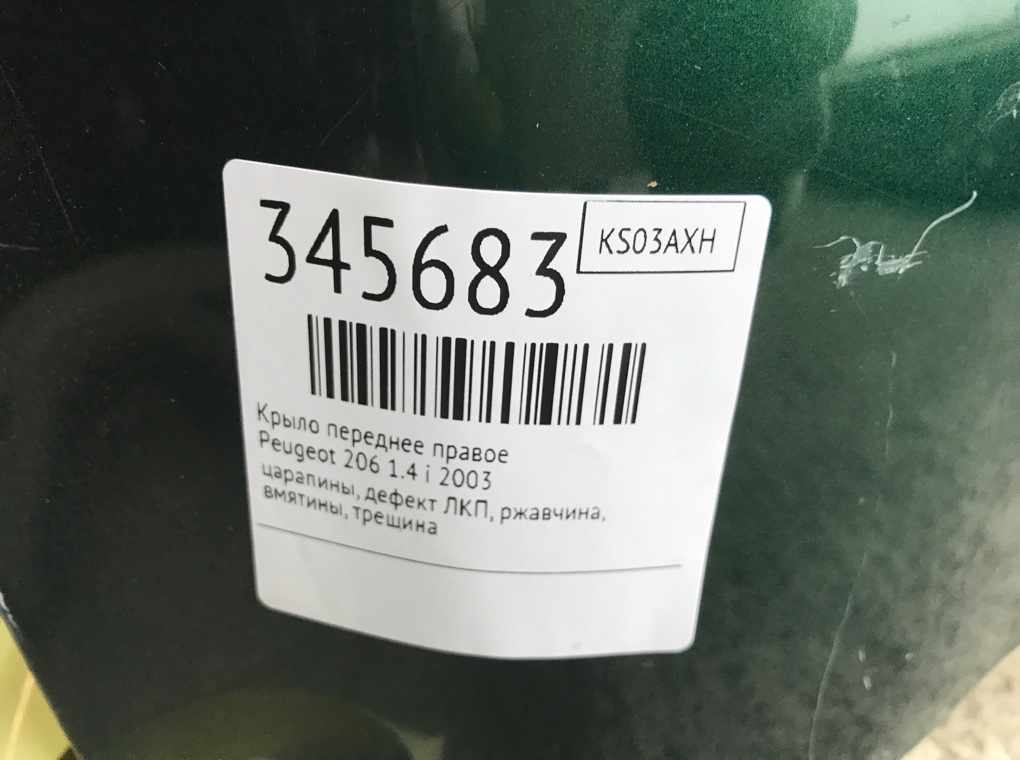 345683
KS03AXH
Крыло переднее правое
Peugeot 206 1.4 i 2003
царапины, дефект ЛКП, ржавчина,
вмятины, трещина